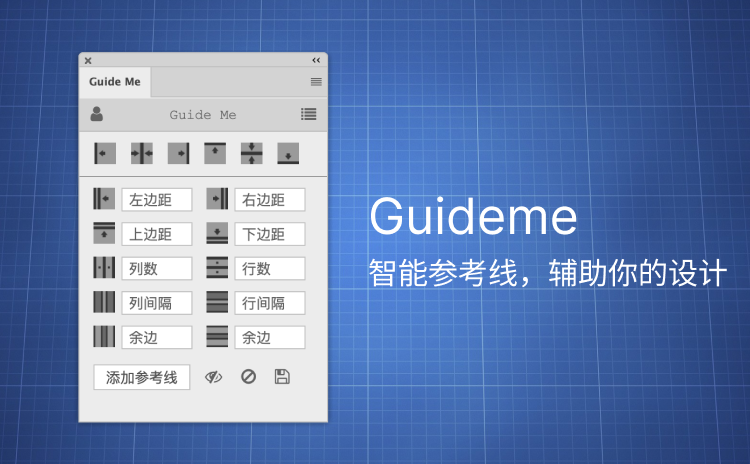 Guide Me
Guide Me
左边距
右边距
上边距
下边距
列数
行数
列间隔
行间隔
余边
余边
添加参考线
Guideme
智能参考线，辅助你的设计